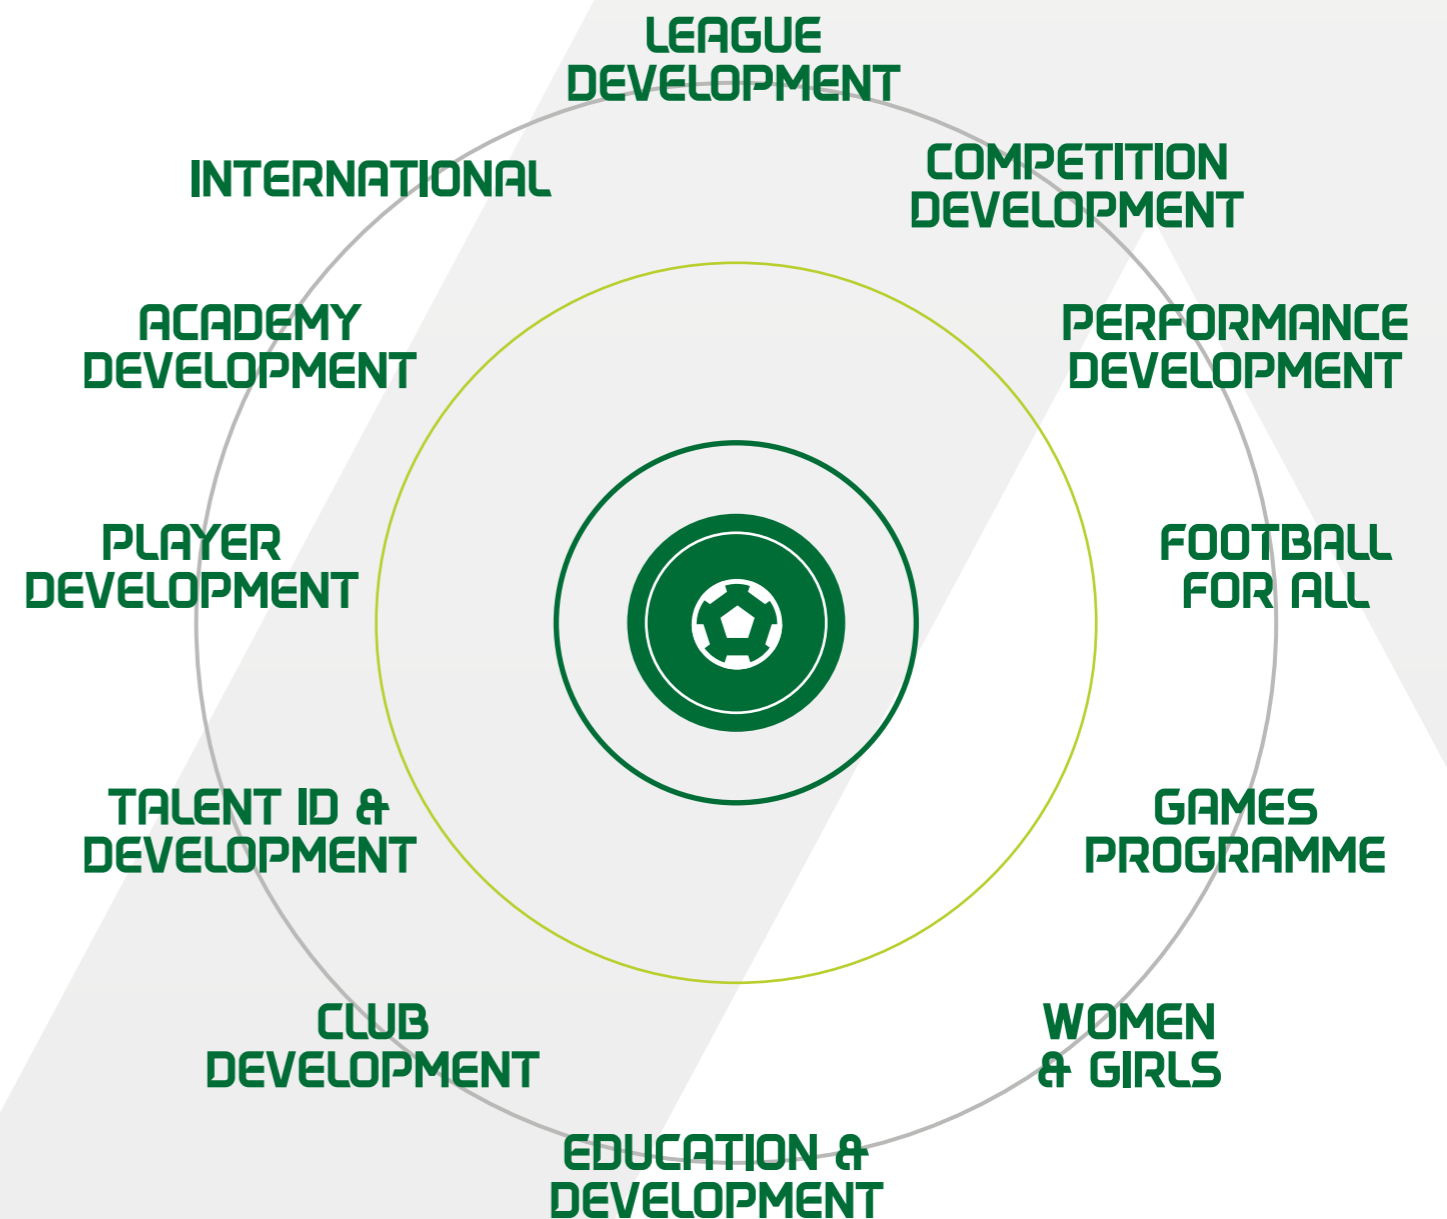 LEAGUE
DEVELOPMENT
COMPETITION
DEVELOPMENT
PERFORMANCE
DEVELOPMENT
FOOTBALL
FOR ALL
GAMES
PROGRAMME
WOMEN
& GIRLS
EDUCATION &
DEVELOPMENT
CLUB
DEVELOPMENT
TALENT ID &
DEVELOPMENT
PLAYER
DEVELOPMENT
ACADEMY
DEVELOPMENT
INTERNATIONAL